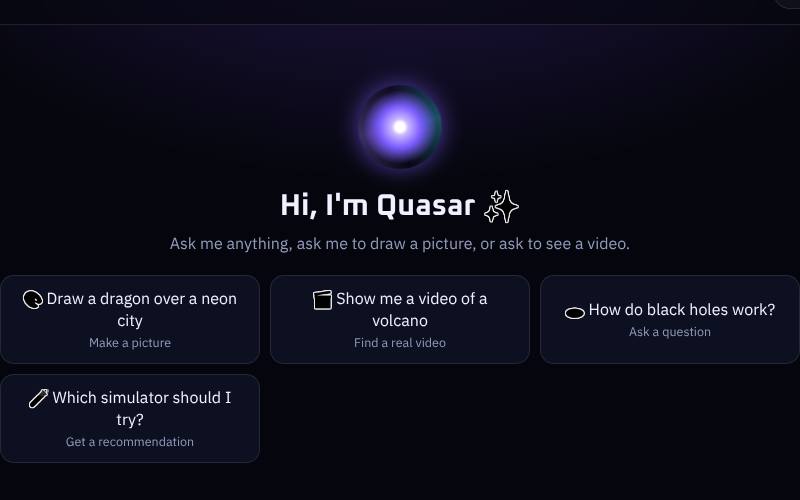 Hi, I'm Quasar ✨
Ask me anything, ask me to draw a picture, or ask to see a video.
Draw a dragon over a neon
city
Make a picture
Show me a video of a
volcano
Find a real video
How do black holes work?
Ask a question
Which simulator should I
try?
Get a recommendation